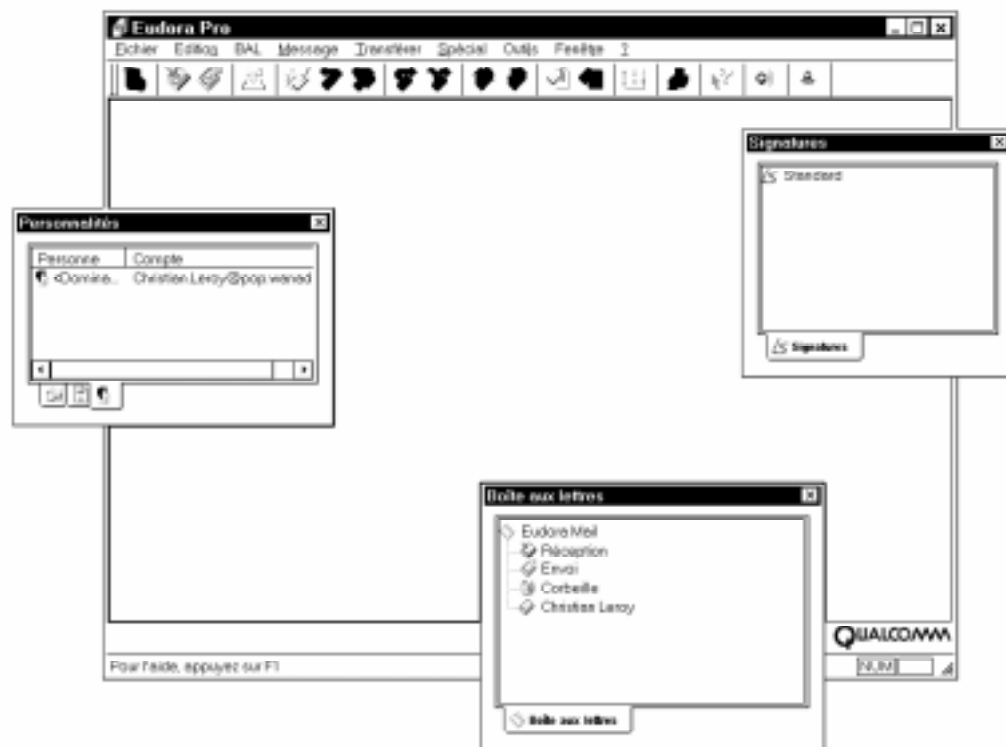 Eudora Pro
Fichier Edition BAL Message Transférer Spécial Outils Fenêtre ?
Signatures
Standard
Signatures
Personnalités
Personne Compte
<Domina... Christian.Leroy@pop.wanad
Boîte aux lettres
Eudora Mail
Réception
Envoi
Corbeille
Christian Leroy
Boîte aux lettres
QUALCOMM
Pour l'aide, appuyez sur F1
NUM